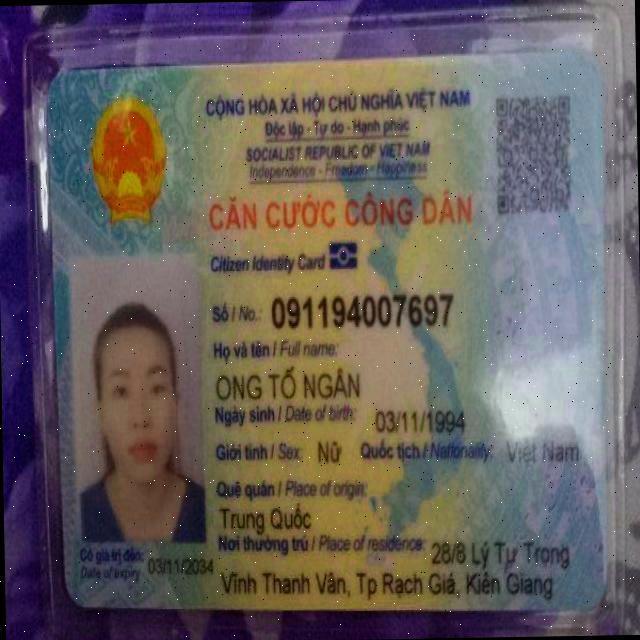 CỘNG HÒA XÃ HỘI CHỦ NGHĨA VIỆT NAM
Độc lập - Tự do - Hạnh phúc
SOCIALIST REPUBLIC OF VIET NAM
Independence - Freedom - Happiness
CĂN CƯỚC CÔNG DÂN
Citizen Identity Card
Số / No.: 091194007697
Họ và tên / Full name:
ONG TỐ NGÂN
Ngày sinh / Date of birth: 03/11/1994
Giới tính / Sex: Nữ Quốc tịch / Nationality: Việt Nam
Quê quán / Place of origin:
Trung Quốc
Nơi thường trú / Place of residence: 28/8 Lý Tự Trọng
Vĩnh Thanh Vân, Tp Rạch Giá, Kiên Giang
Có giá trị đến: 03/11/2034
Date of expiry